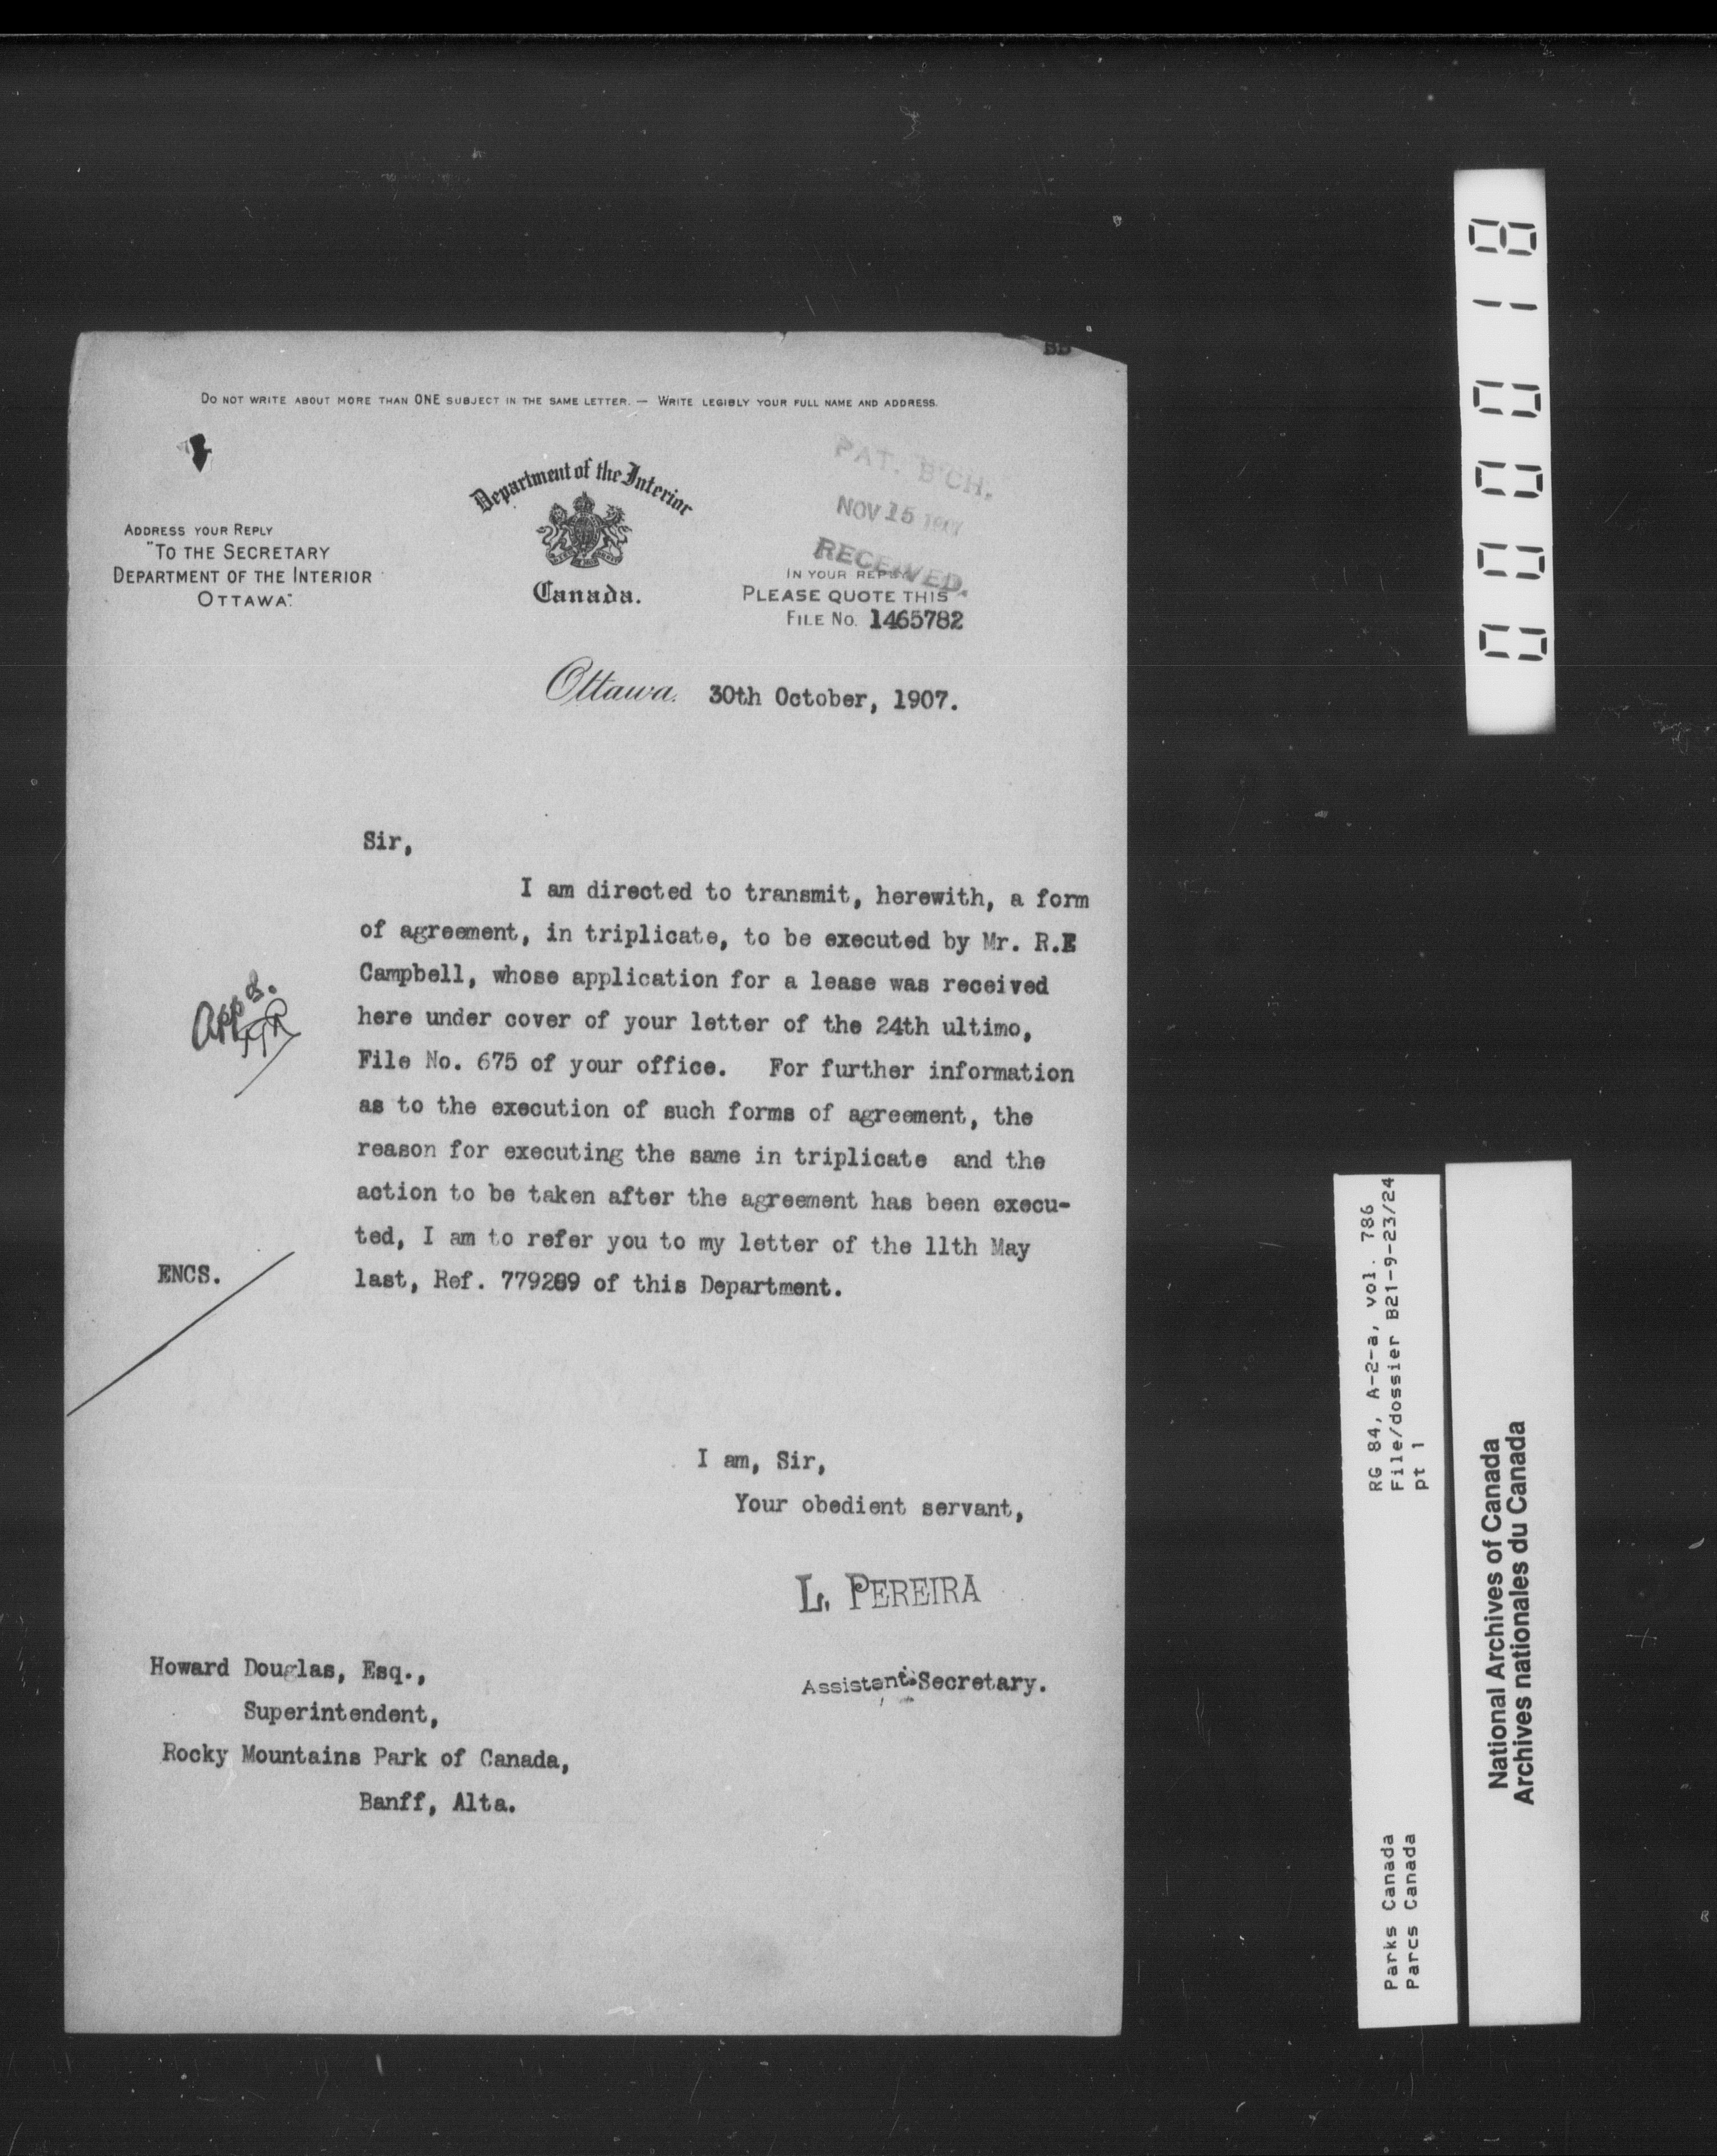 BB
DO NOT WRITE ABOUT MORE THAN ONE SUBJECT IN THE SAME LETTER. — WRITE LEGIBLY YOUR FULL NAME AND ADDRESS.
PAT. B'CH.
NOV 15 1907
RECEIVED.
Department of the Interior
Canada.
ADDRESS YOUR REPLY
"TO THE SECRETARY
DEPARTMENT OF THE INTERIOR
OTTAWA."
IN YOUR REPLY
PLEASE QUOTE THIS
FILE NO. 1465782
Ottawa. 30th October, 1907.
Sir,
I am directed to transmit, herewith, a form
of agreement, in triplicate, to be executed by Mr. R.E
Campbell, whose application for a lease was received
here under cover of your letter of the 24th ultimo,
File No. 675 of your office. For further information
as to the execution of such forms of agreement, the
reason for executing the same in triplicate and the
action to be taken after the agreement has been execu-
ted, I am to refer you to my letter of the 11th May
last, Ref. 779289 of this Department.
Appd.
ENCS.
I am, Sir,
Your obedient servant,
L. PEREIRA
Assistant Secretary.
Howard Douglas, Esq.,
Superintendent,
Rocky Mountains Park of Canada,
Banff, Alta.
000018
RG 84, A-2-a, vol. 786
File/dossier B21-9-23/24
pt 1
Parks Canada
Parcs Canada
National Archives of Canada
Archives nationales du Canada